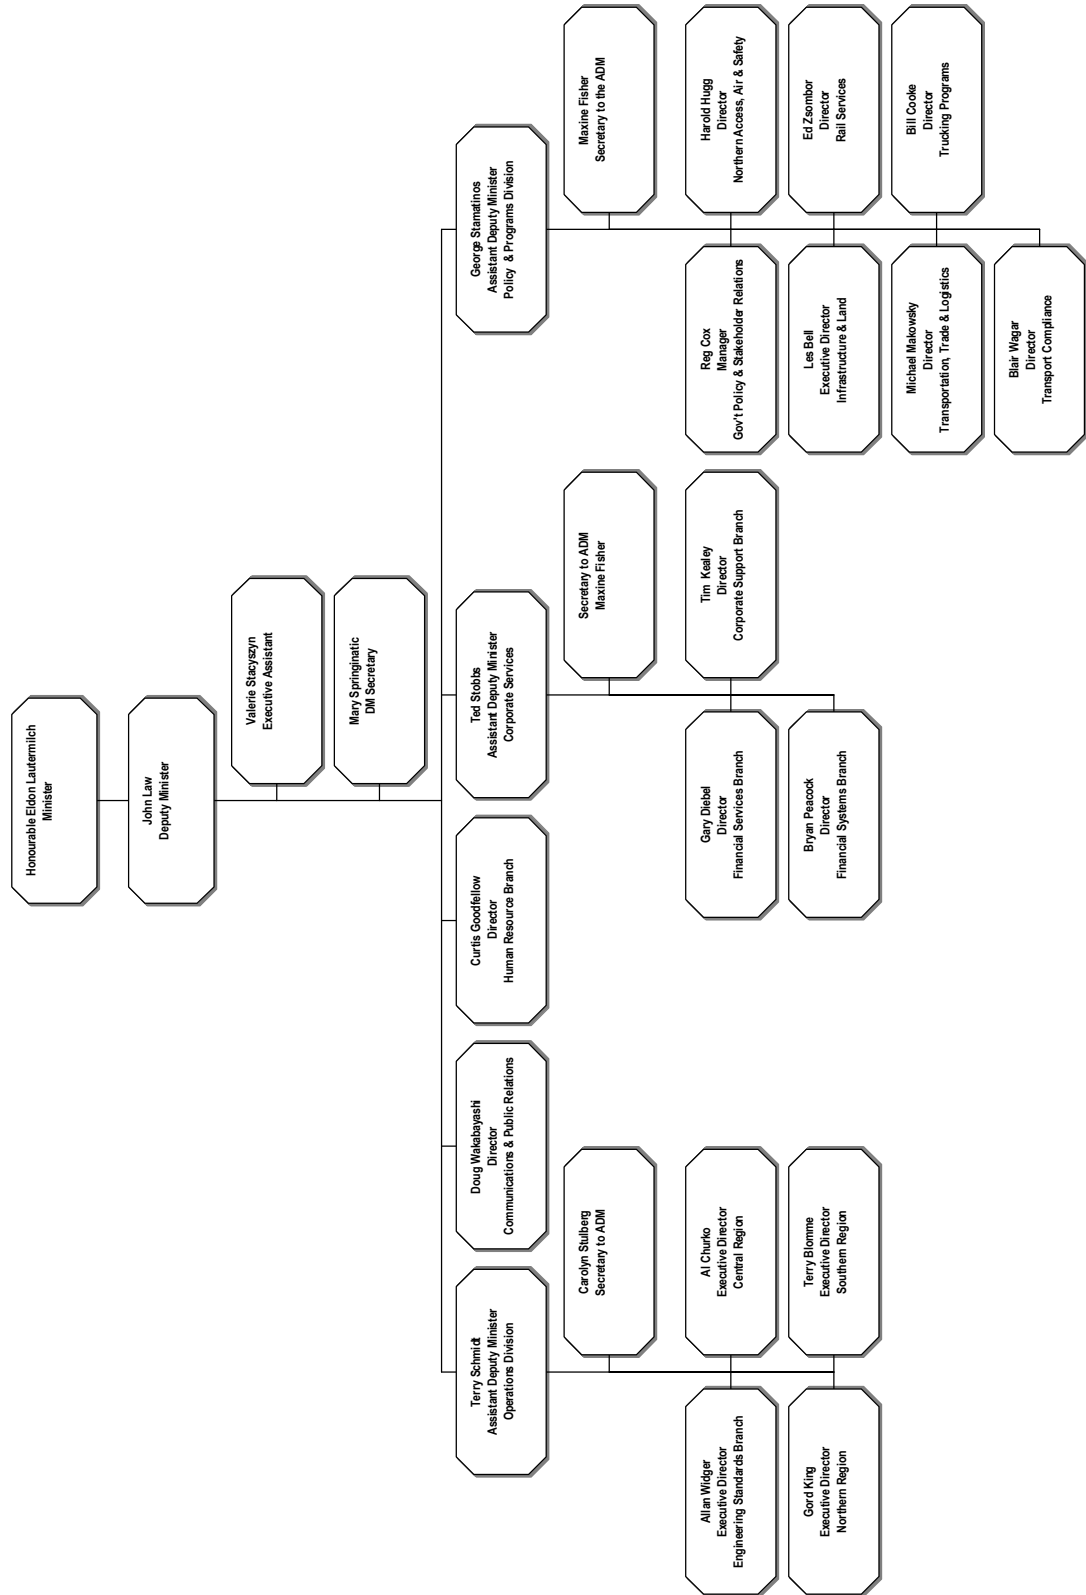 Honourable Eldon Lautermilch
Minister
John Law
Deputy Minister
Valerie Stacyszyn
Executive Assistant
Mary Springinatic
DM Secretary
Terry Schmidt
Assistant Deputy Minister
Operations Division
Doug Wakabayashi
Director
Communications & Public Relations
Curtis Goodfellow
Director
Human Resource Branch
Ted Stobbs
Assistant Deputy Minister
Corporate Services
George Stamatinos
Assistant Deputy Minister
Policy & Programs Division
Carolyn Stulberg
Secretary to ADM
Allan Widger
Executive Director
Engineering Standards Branch
Al Churko
Executive Director
Central Region
Gord King
Executive Director
Northern Region
Terry Blomme
Executive Director
Southern Region
Secretary to ADM
Maxine Fisher
Gary Diebel
Director
Financial Services Branch
Tim Kealey
Director
Corporate Support Branch
Bryan Peacock
Director
Financial Systems Branch
Maxine Fisher
Secretary to the ADM
Reg Cox
Manager
Gov't Policy & Stakeholder Relations
Harold Hugg
Director
Northern Access, Air & Safety
Les Bell
Executive Director
Infrastructure & Land
Ed Zsombor
Director
Rail Services
Michael Makowsky
Director
Transportation, Trade & Logistics
Bill Cooke
Director
Trucking Programs
Blair Wagar
Director
Transport Compliance